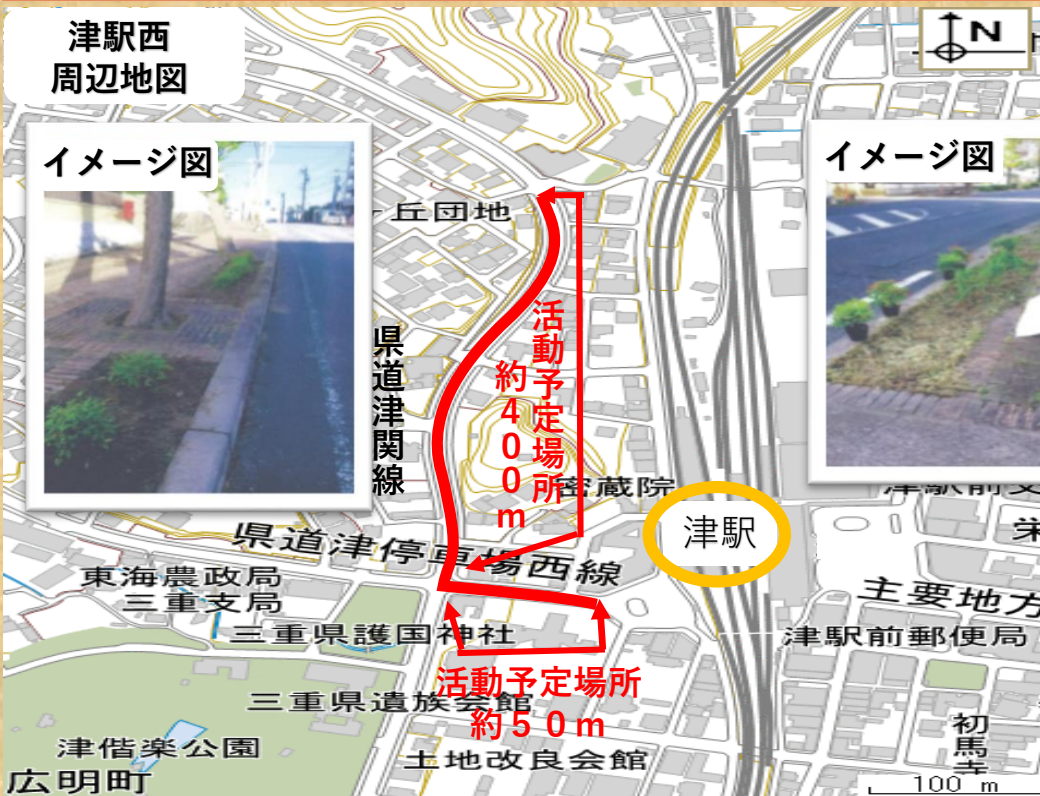 津駅西
周辺地図
N
イメージ図
イメージ図
丘団地
県道津関線
活動予定場所
約400m
密蔵院
津駅
県道津停車場西線
栄
東海農政局
三重支局
主要地方
三重県護国神社
津駅前郵便局
活動予定場所
約50m
三重県遺族会館
津偕楽公園
土地改良会館
初馬寺
広明町
100 m